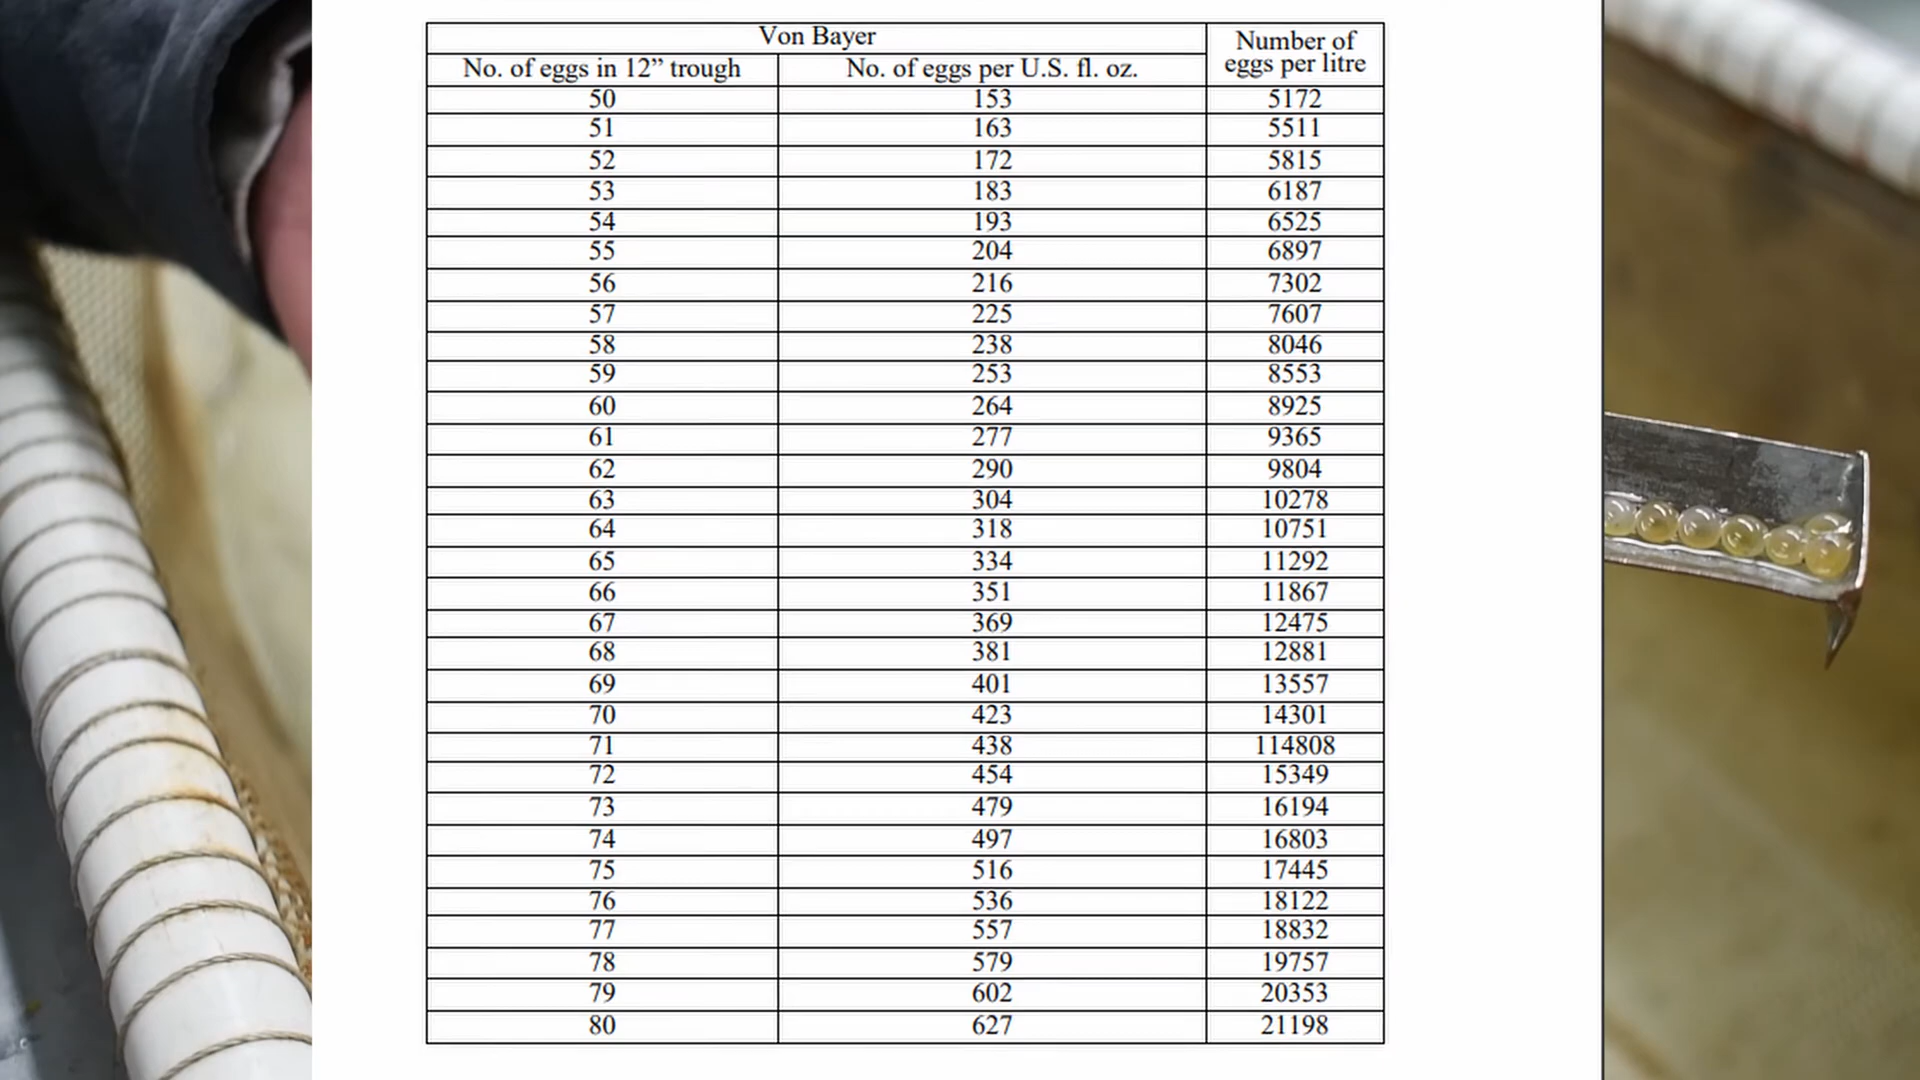 Von Bayer
Number of
eggs per litre
No. of eggs in 12” trough No. of eggs per U.S. fl. oz.
50 153 5172
51 163 5511
52 172 5815
53 183 6187
54 193 6525
55 204 6897
56 216 7302
57 225 7607
58 238 8046
59 253 8553
60 264 8925
61 277 9365
62 290 9804
63 304 10278
64 318 10751
65 334 11292
66 351 11867
67 369 12475
68 381 12881
69 401 13557
70 423 14301
71 438 114808
72 454 15349
73 479 16194
74 497 16803
75 516 17445
76 536 18122
77 557 18832
78 579 19757
79 602 20353
80 627 21198